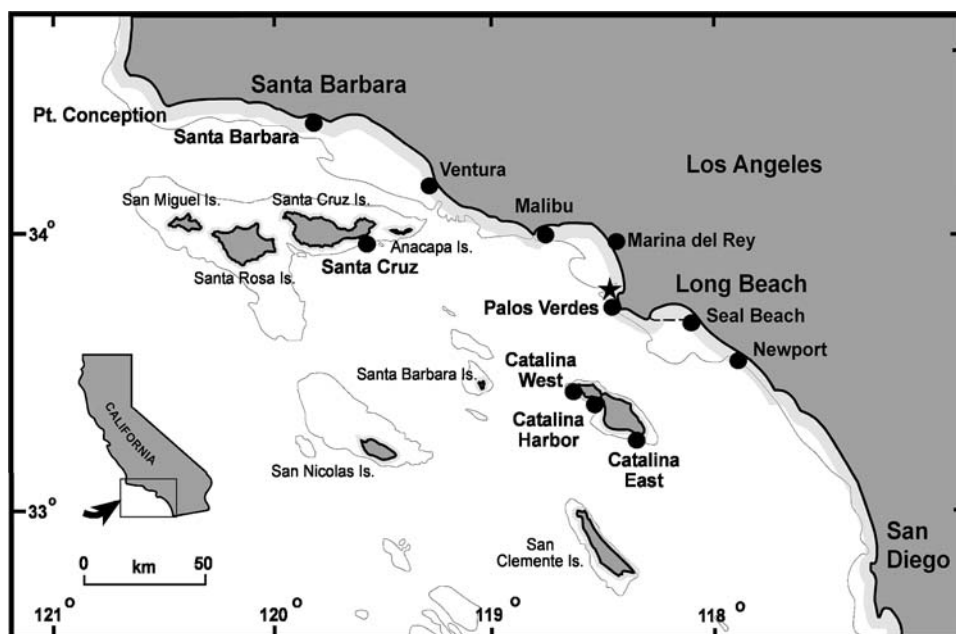 Santa Barbara
Pt. Conception
Santa Barbara
Ventura
Los Angeles
San Miguel Is.
Santa Cruz Is.
Malibu
34°
Anacapa Is.
Marina del Rey
Santa Rosa Is.
Santa Cruz
Long Beach
Palos Verdes
Seal Beach
Newport
Santa Barbara Is.
Catalina
West
Catalina
Harbor
CALIFORNIA
San Nicolas Is.
Catalina
East
33°
San
Clemente Is.
San
Diego
0 50
km
121° 120° 119° 118°